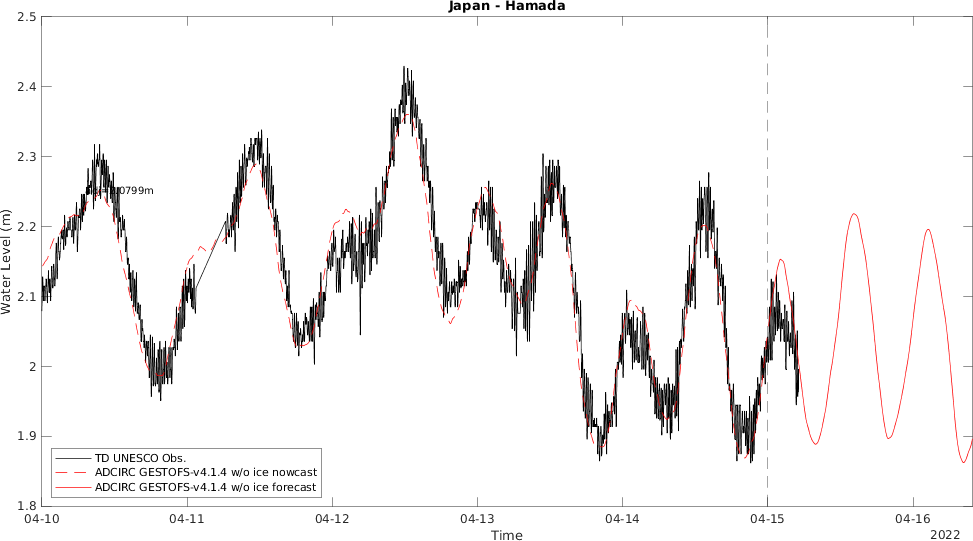 Japan - Hamada
2.5
2.4
2.3
2.2
2.1
2
1.9
1.8
Water Level (m)
TD UNESCO Obs.
ADCIRC GESTOFS-v4.1.4 w/o ice nowcast
ADCIRC GESTOFS-v4.1.4 w/o ice forecast
04-10
04-11
04-12
04-13
04-14
04-15
04-16
Time
2022